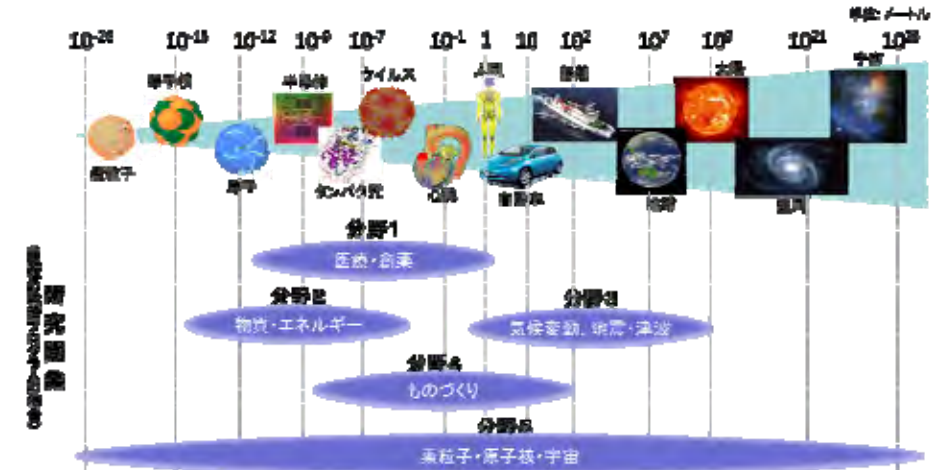 単位:メートル
10-26 10-15 10-12 10-9 10-7 10-1 1 10 10² 10⁷ 10⁹ 10²¹
原子核 半導体 ウイルス 人間 船舶 太陽 宇宙
素粒子 原子 タンパク質 心臓 自動車 地球 銀河
分野1
医療・創薬
分野2
物質・エネルギー
分野3
気候変動、地震・津波
分野4
ものづくり
分野5
素粒子・原子核・宇宙
研究開発